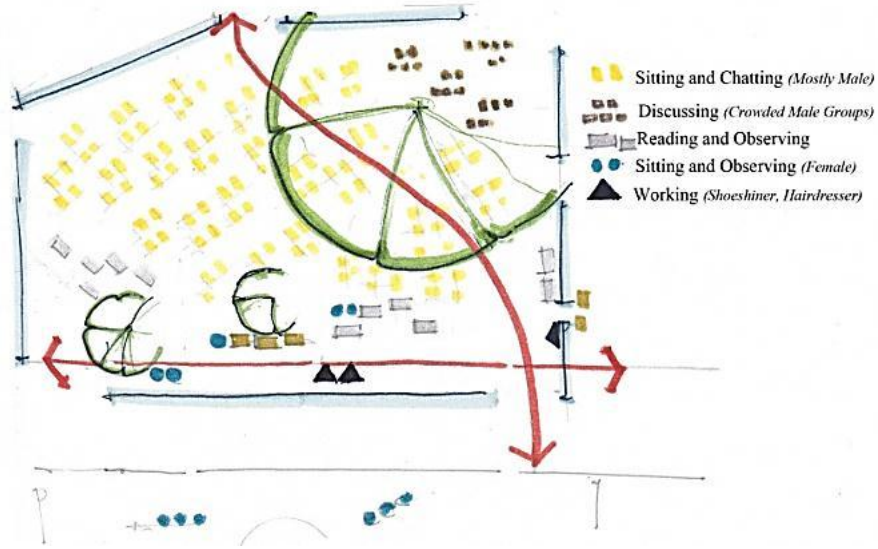 Sitting and Chatting (Mostly Male)
Discussing (Crowded Male Groups)
Reading and Observing
Sitting and Observing (Female)
Working (Shoeshiner, Hairdresser)